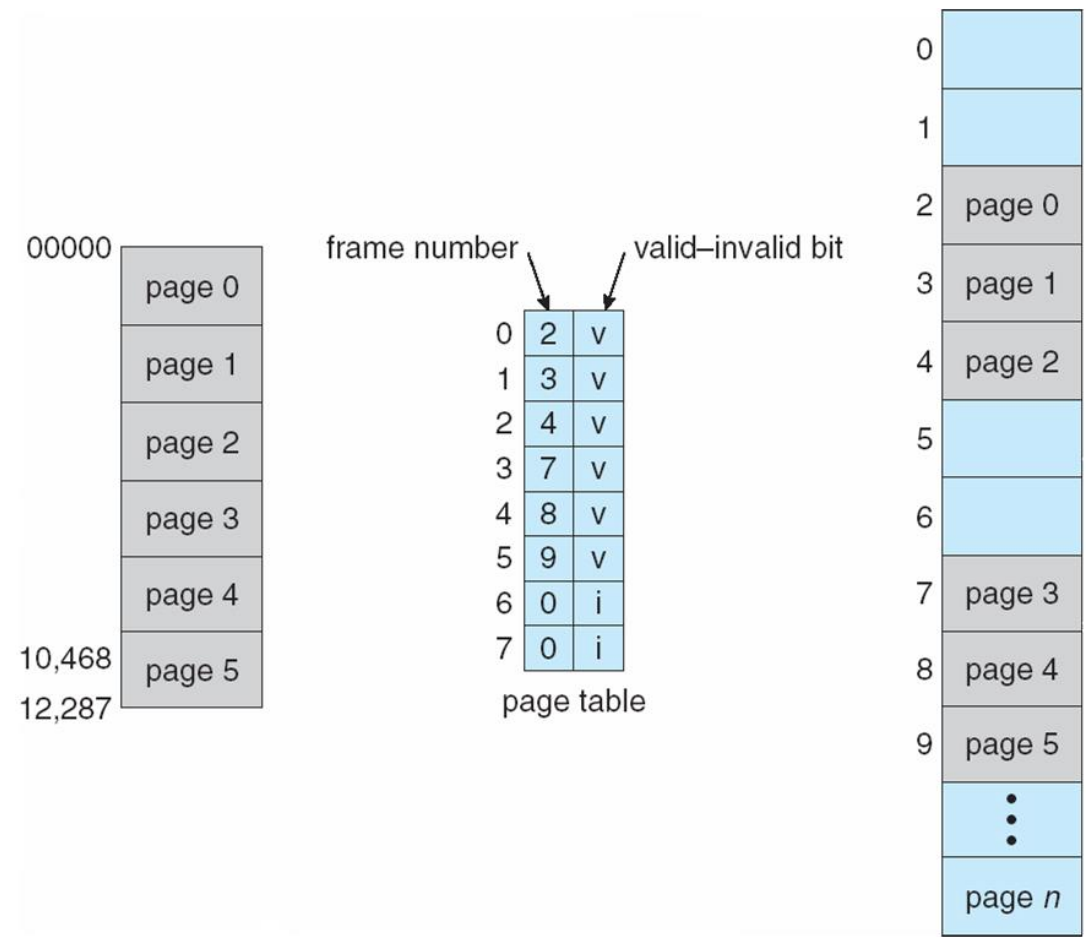 00000
page 0
page 1
page 2
page 3
page 4
10,468
page 5
12,287
frame number
valid–invalid bit
0 2 v
1 3 v
2 4 v
3 7 v
4 8 v
5 9 v
6 0 i
7 0 i
page table
0
1
2 page 0
3 page 1
4 page 2
5
6
7 page 3
8 page 4
9 page 5
page n